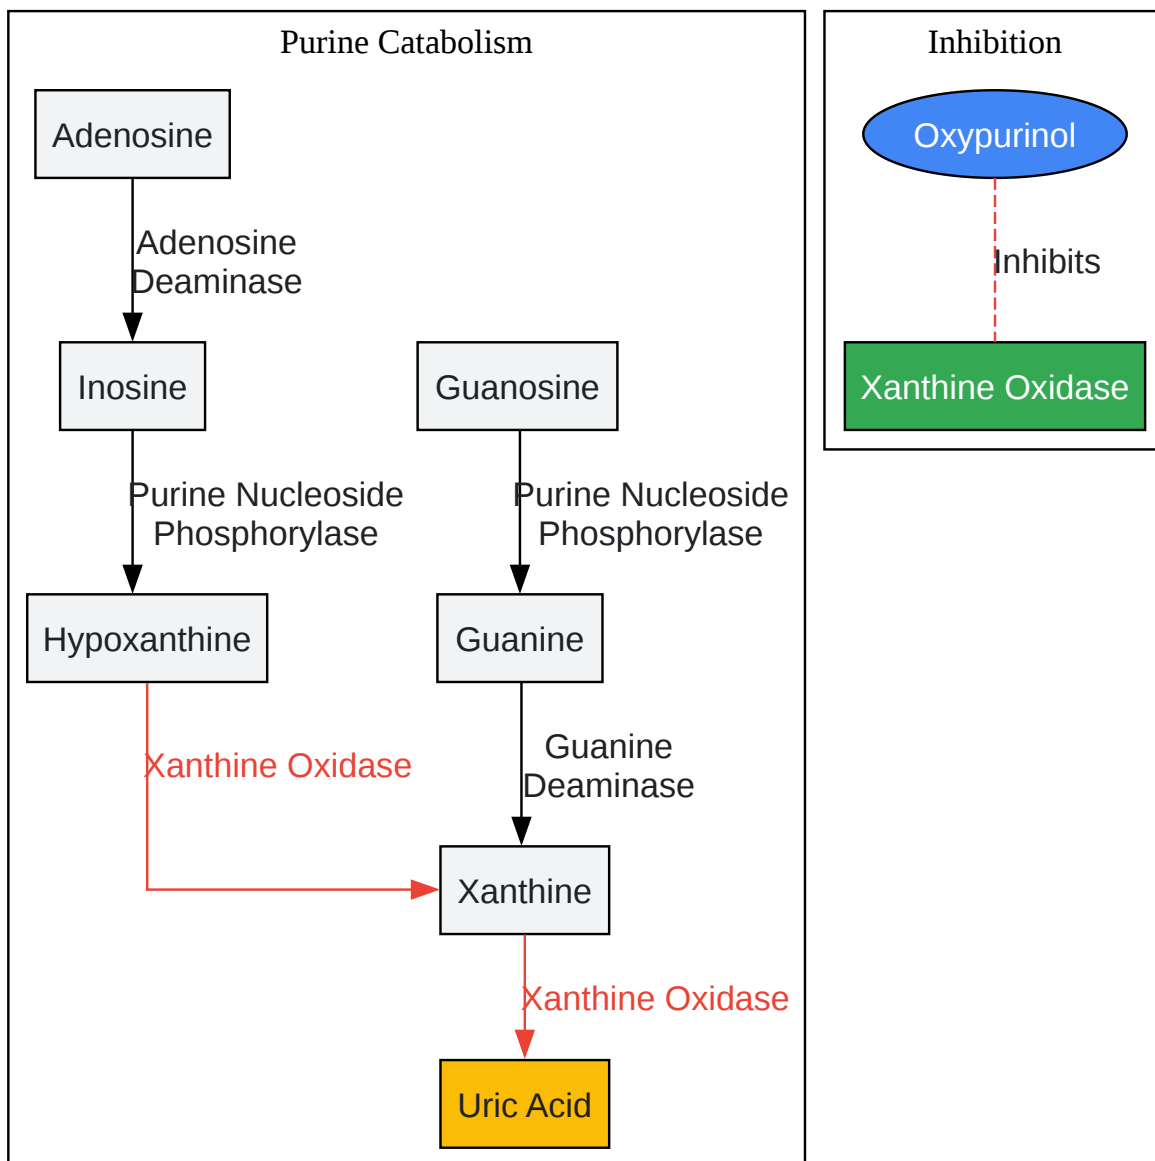 Purine Catabolism
Adenosine
Adenosine
Deaminase
Inosine
Guanosine
Purine Nucleoside
Phosphorylase
Purine Nucleoside
Phosphorylase
Hypoxanthine
Guanine
Xanthine Oxidase
Guanine
Deaminase
Xanthine
Xanthine Oxidase
Uric Acid
Inhibition
Oxypurinol
Inhibits
Xanthine Oxidase